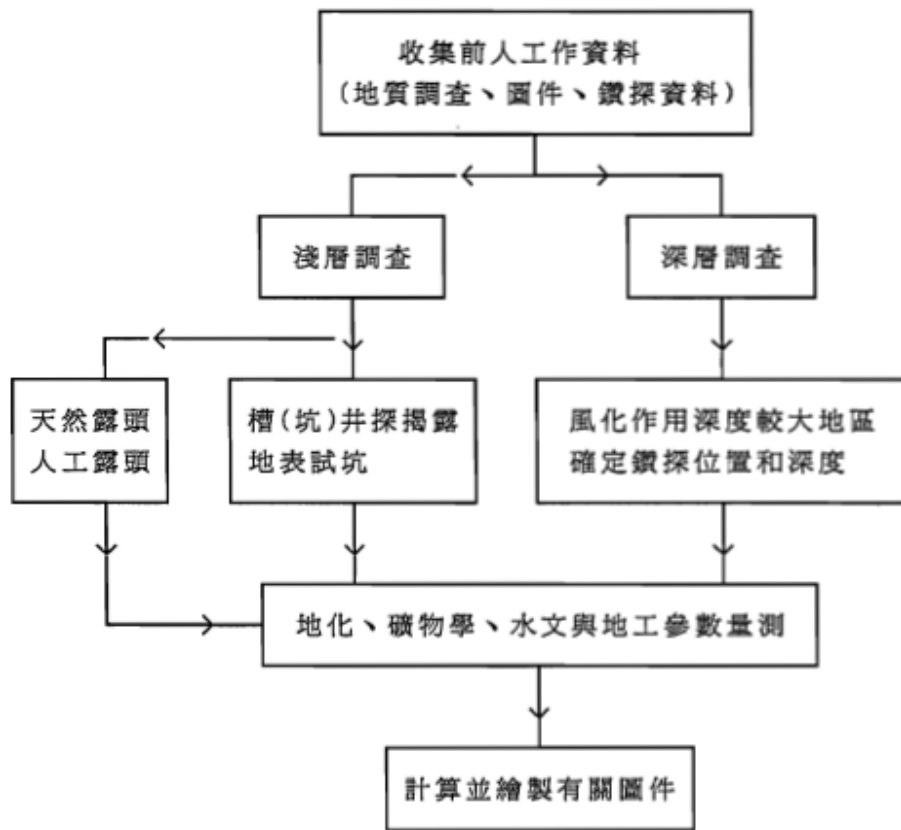 收集前人工作資料
(地質調查、圖件、鑽探資料)
淺層調查
深層調查
天然露頭
人工露頭
槽(坑)井探揭露
地表試坑
風化作用深度較大地區
確定鑽探位置和深度
地化、礦物學、水文與地工參數量測
計算並繪製有關圖件